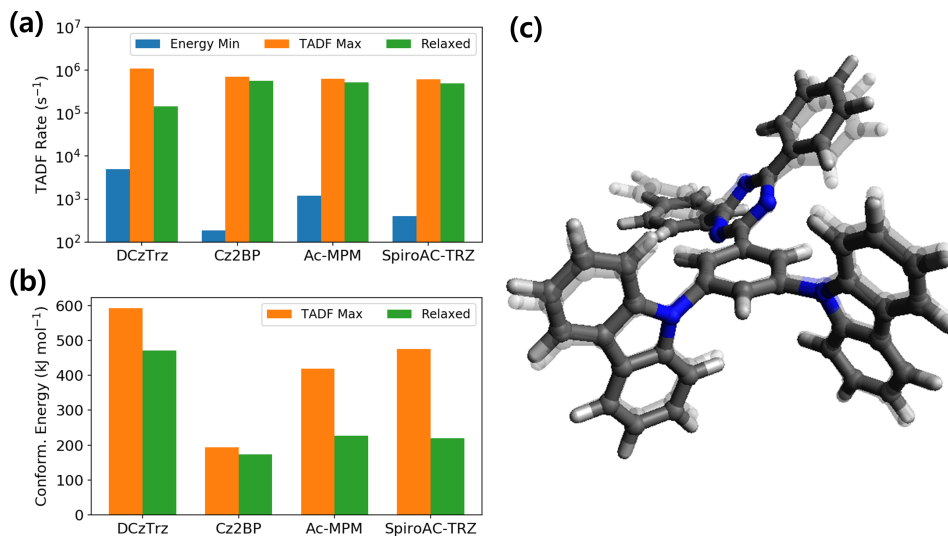 (a)
TADF Rate (s⁻¹)
10⁷
10⁶
10⁵
10⁴
10³
10²
Energy Min
TADF Max
Relaxed
DCzTrz
Cz2BP
Ac-MPM
SpiroAC-TRZ
(b)
Conform. Energy (kJ mol⁻¹)
600
500
400
300
200
100
0
TADF Max
Relaxed
DCzTrz
Cz2BP
Ac-MPM
SpiroAC-TRZ
(c)